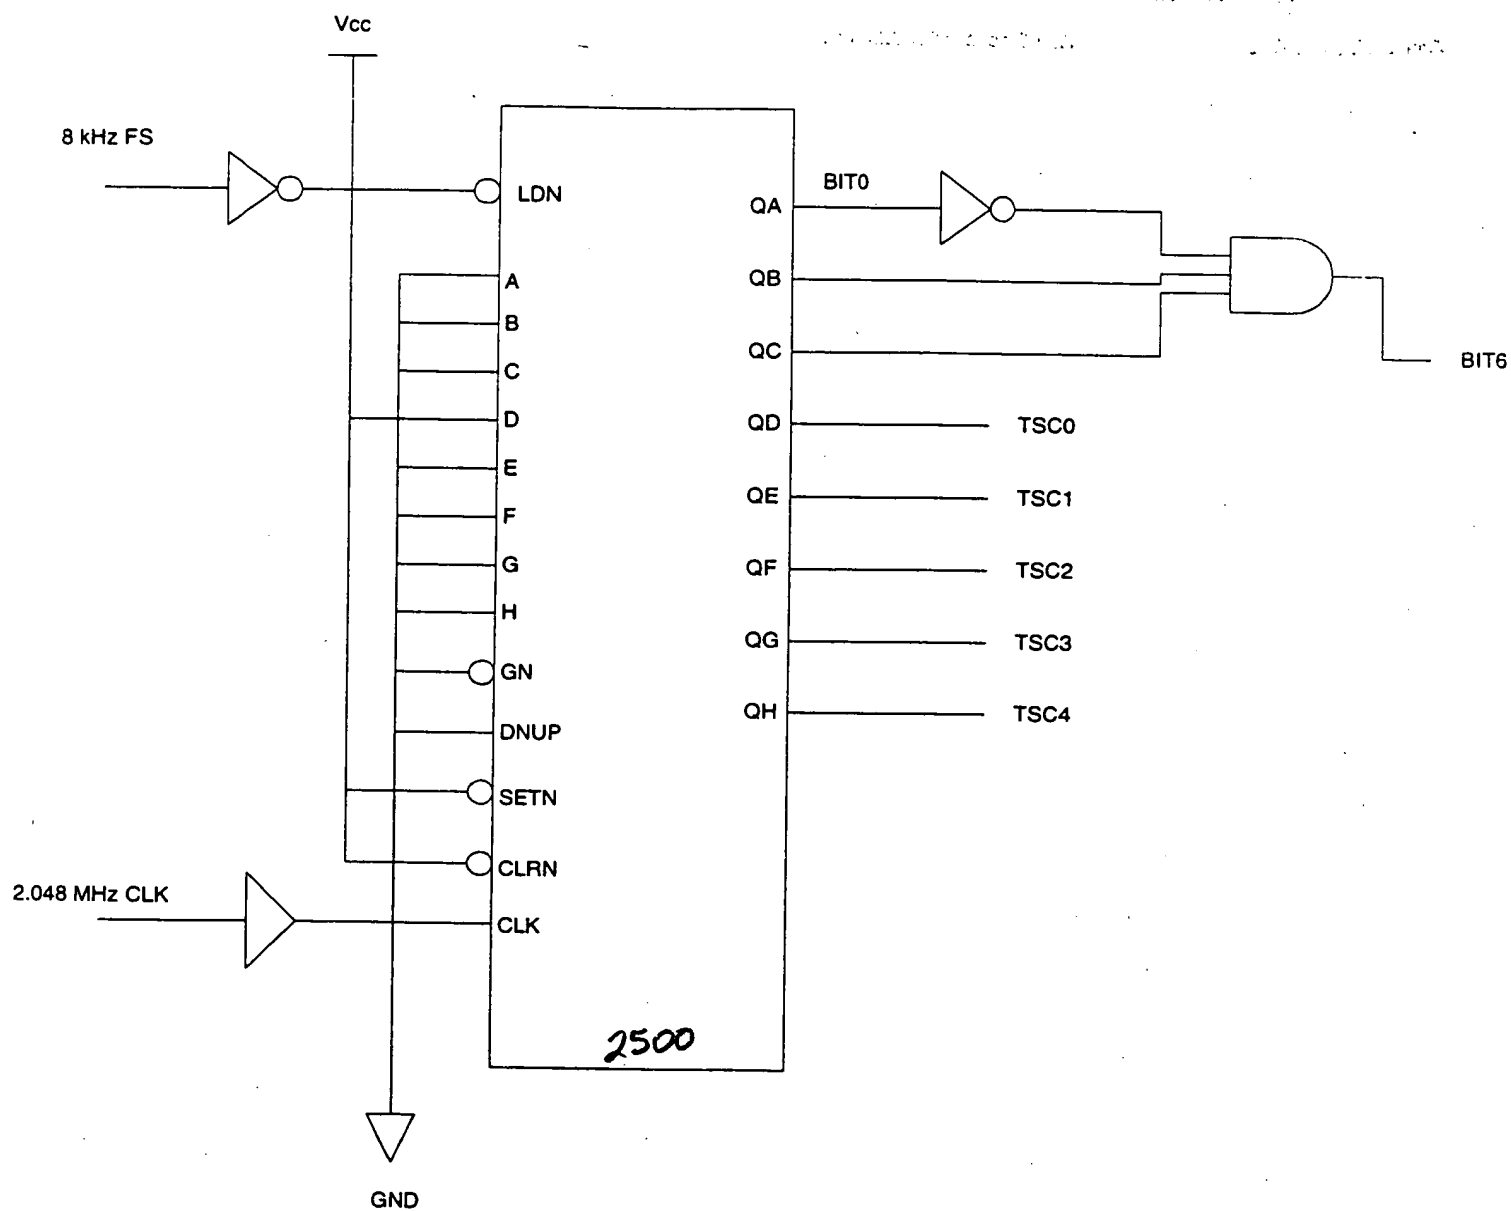 Vcc
8 kHz FS
LDN
A
B
C
D
E
F
G
H
GN
DNUP
SETN
CLRN
2.048 MHz CLK
CLK
QA
BIT0
QB
QC
BIT6
QD
TSC0
QE
TSC1
QF
TSC2
QG
TSC3
QH
TSC4
2500
GND